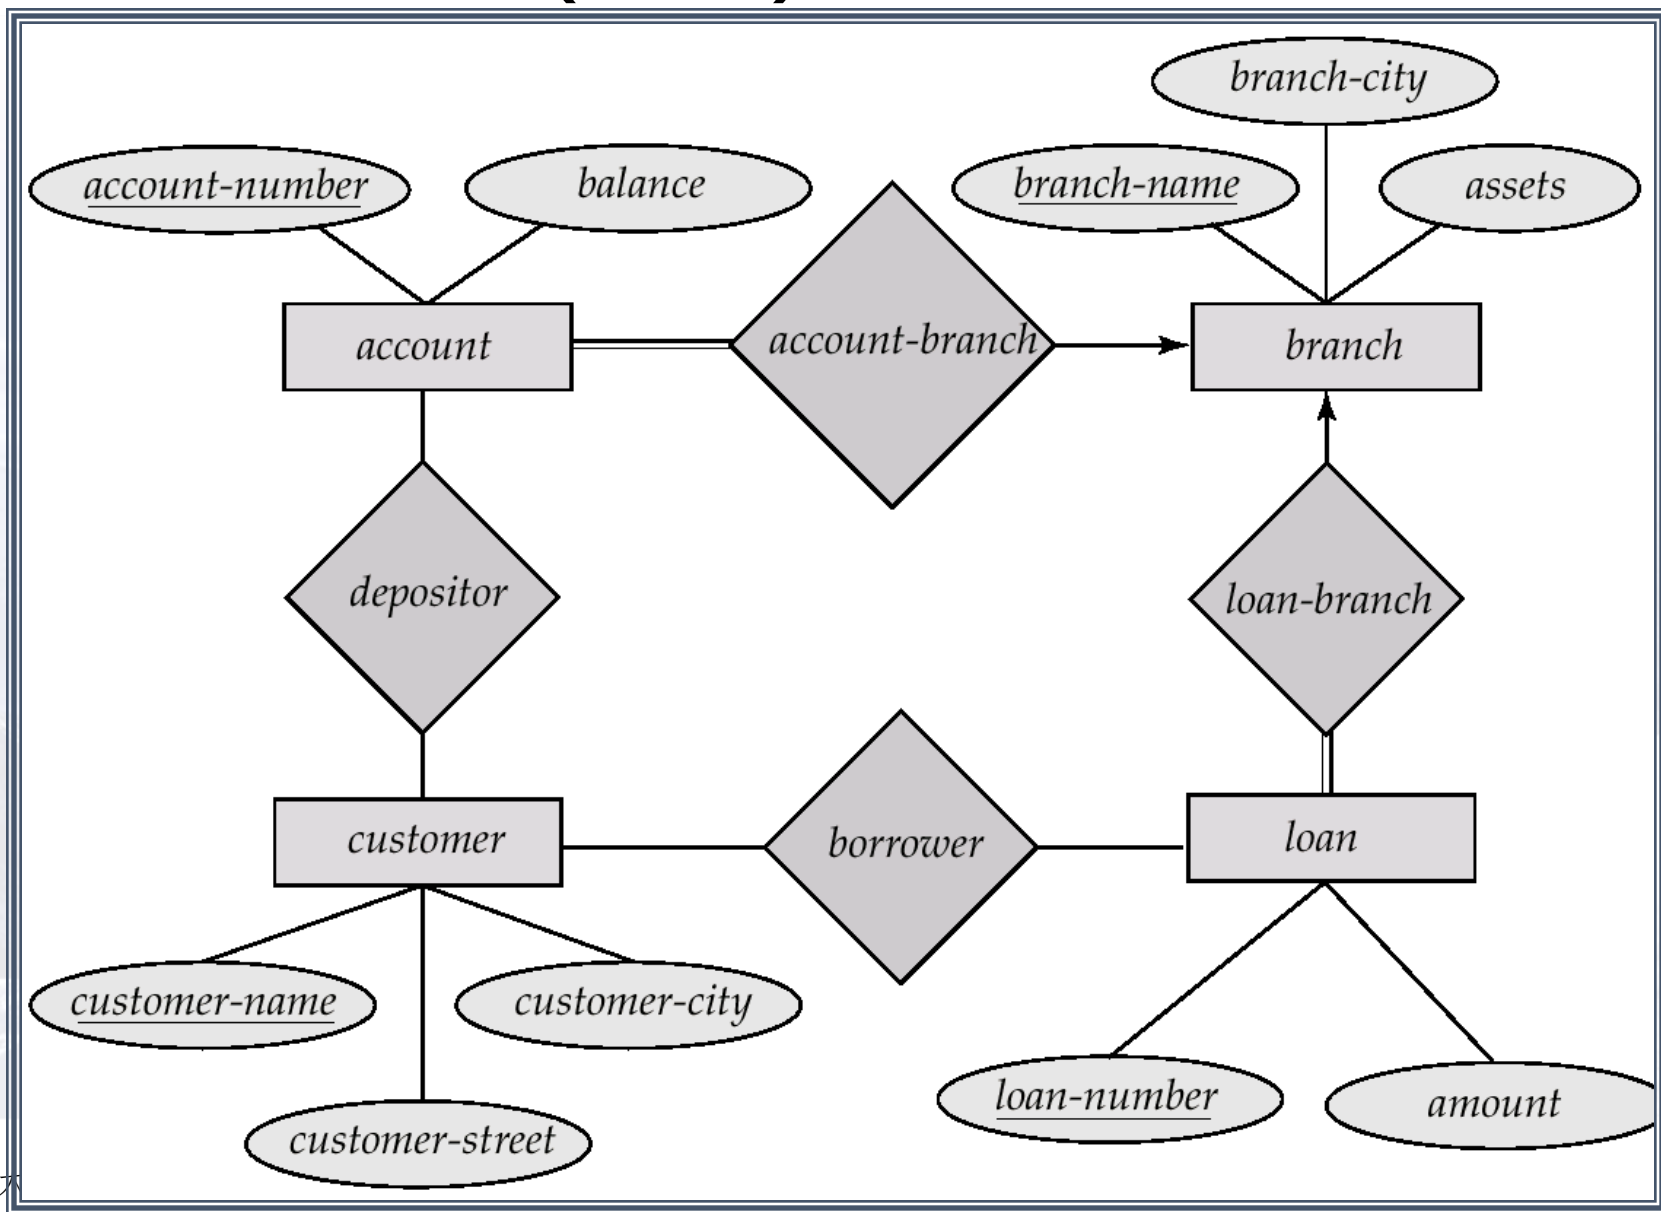 branch-city
account-number
balance
branch-name
assets
account
account-branch
branch
depositor
loan-branch
customer
borrower
loan
customer-name
customer-city
loan-number
amount
customer-street